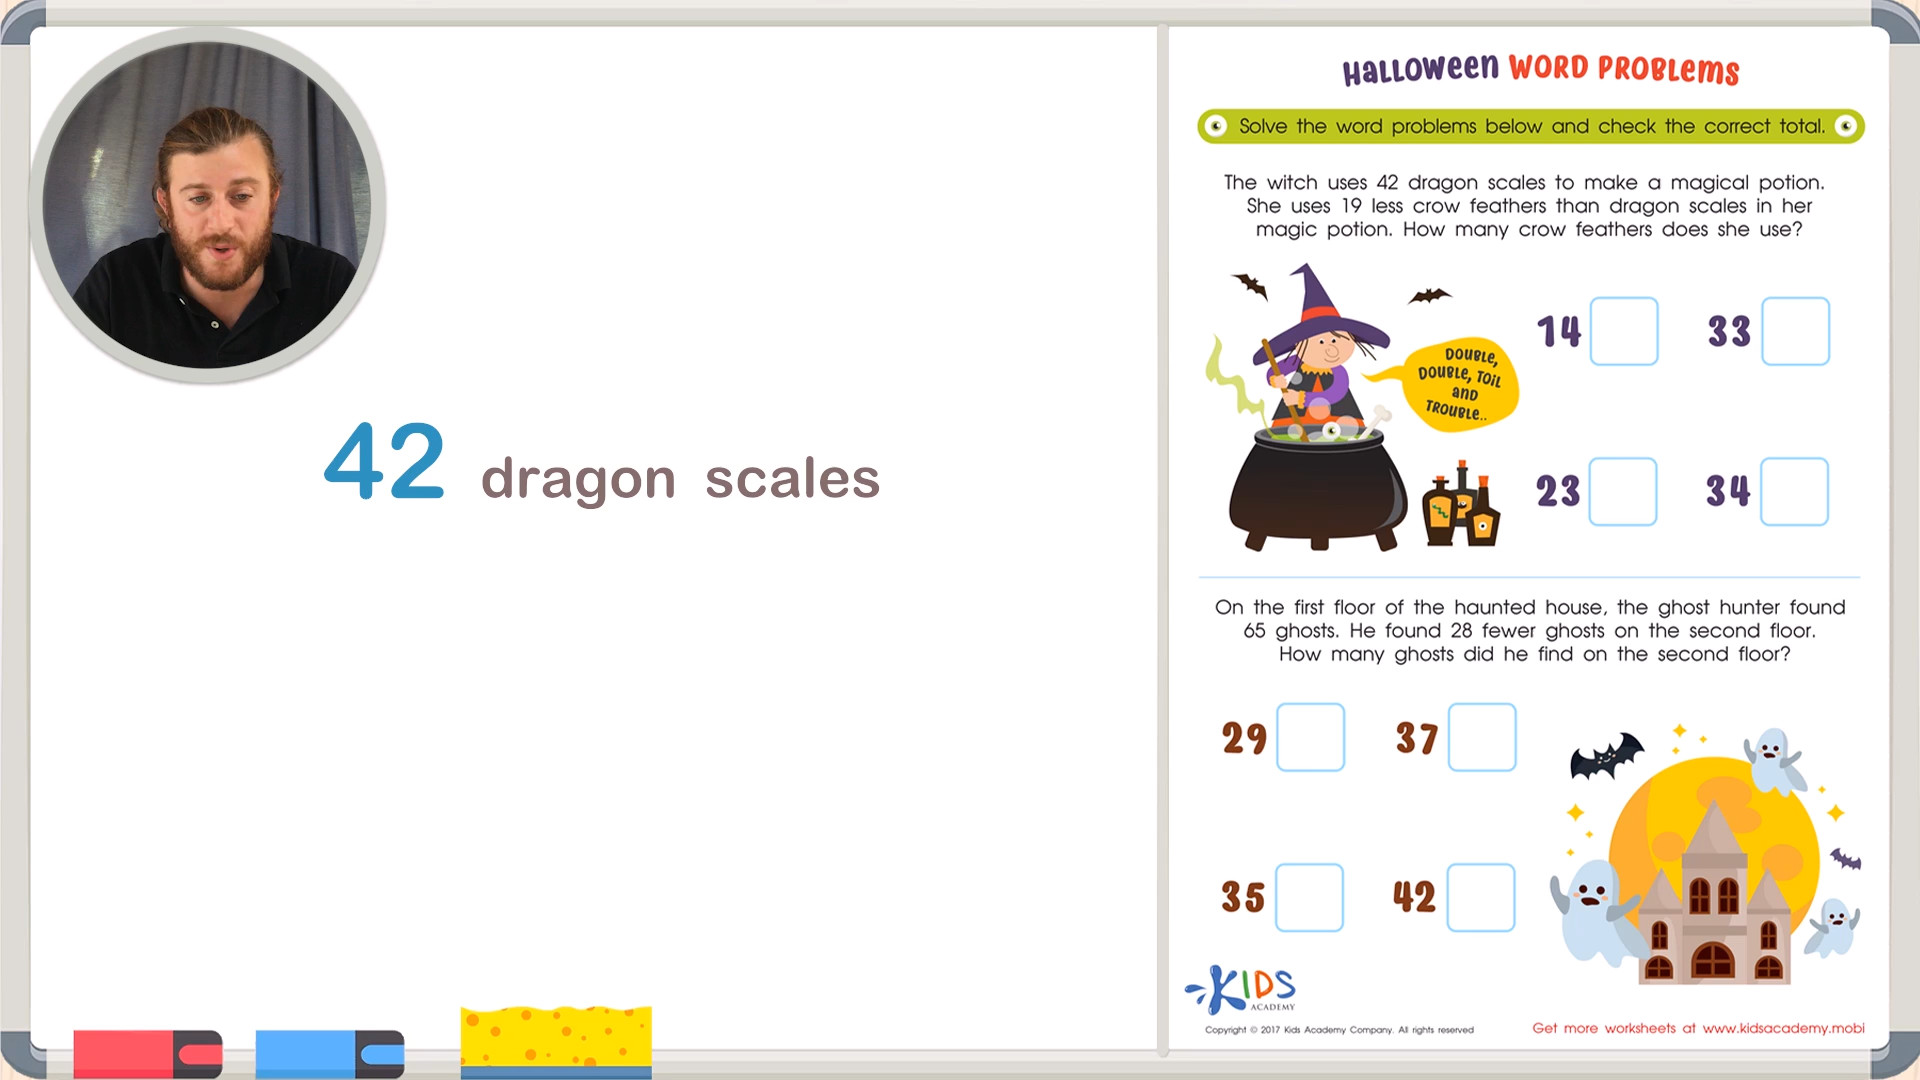 42 dragon scales
Halloween Word Problems
Solve the word problems below and check the correct total.
The witch uses 42 dragon scales to make a magical potion.
She uses 19 less crow feathers than dragon scales in her
magic potion. How many crow feathers does she use?
Double,
Double, Toil
and
Trouble..
14 33
23 34
On the first floor of the haunted house, the ghost hunter found
65 ghosts. He found 28 fewer ghosts on the second floor.
How many ghosts did he find on the second floor?
29 37
35 42
KIDS
ACADEMY
Copyright © 2017 Kids Academy Company. All rights reserved
Get more worksheets at www.kidsacademy.mobi